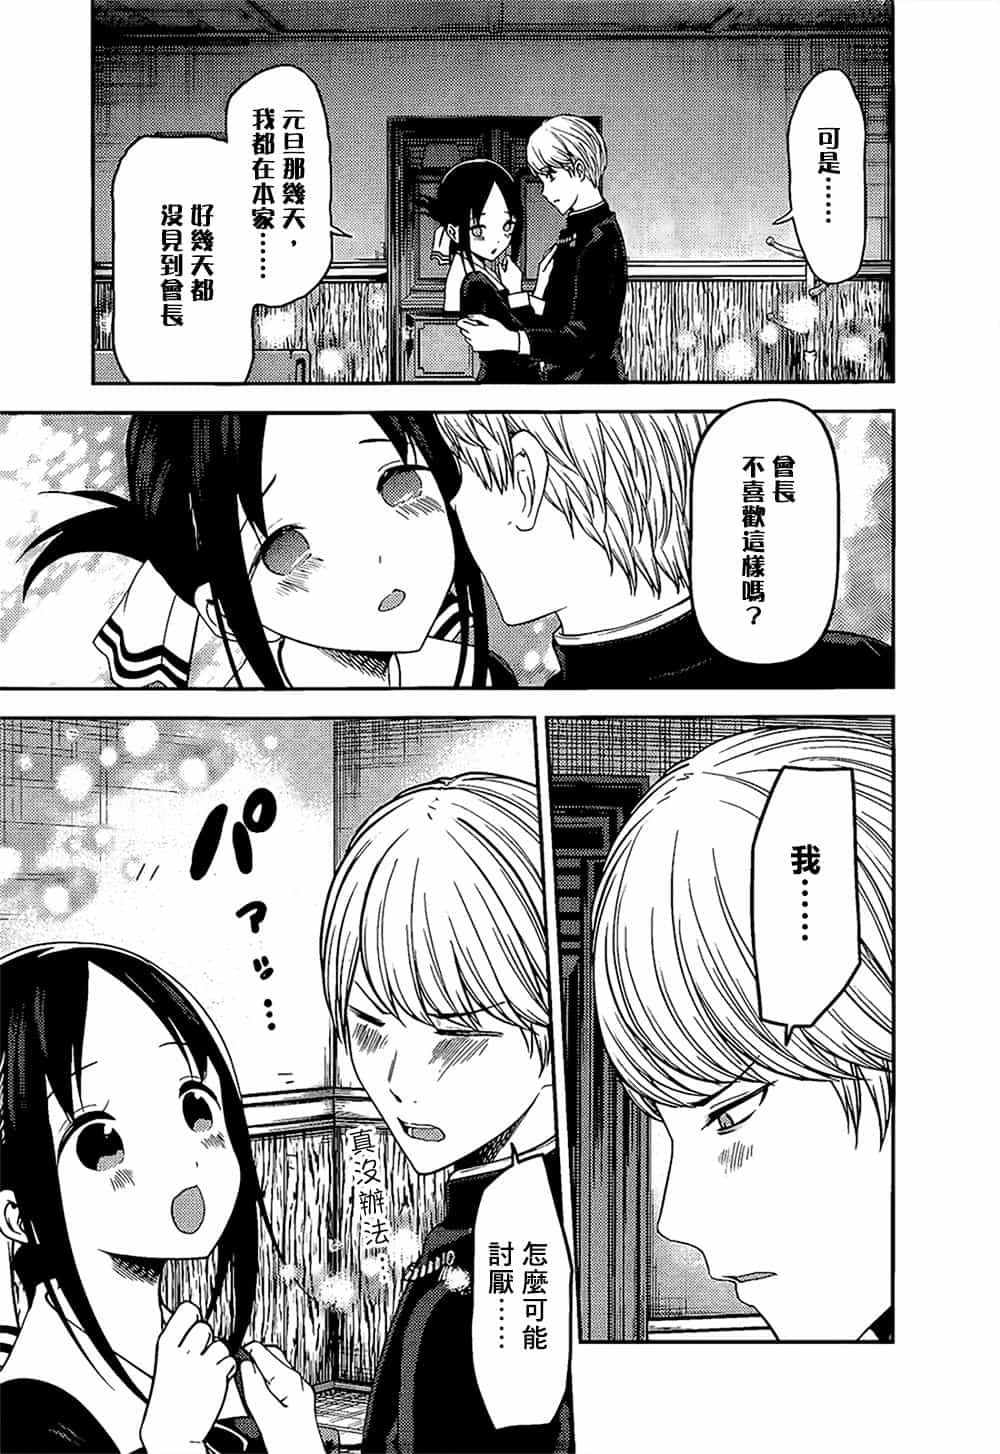 可是⋯⋯
元旦那幾天，
我都在本家⋯⋯
好幾天都
沒見到會長
會長
不喜歡這樣嗎？
我⋯⋯
怎麼可能
討厭⋯⋯
真沒辦法⋯
パァッ⋯